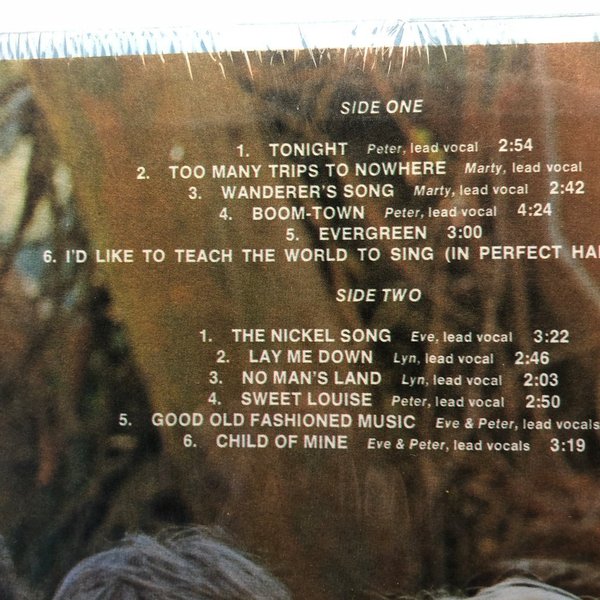 SIDE ONE
1. TONIGHT Peter, lead vocal 2:54
2. TOO MANY TRIPS TO NOWHERE Marty, lead vocal
3. WANDERER'S SONG Marty, lead vocal 2:42
4. BOOM-TOWN Peter, lead vocal 4:24
5. EVERGREEN 3:00
6. I'D LIKE TO TEACH THE WORLD TO SING (IN PERFECT
SIDE TWO
1. THE NICKEL SONG Eve, lead vocal 3:22
2. LAY ME DOWN Lyn, lead vocal 2:46
3. NO MAN'S LAND Lyn, lead vocal 2:03
4. SWEET LOUISE Peter, lead vocal 2:50
5. GOOD OLD FASHIONED MUSIC Eve & Peter, lead vocals
6. CHILD OF MINE Eve & Peter, lead vocals 3:19